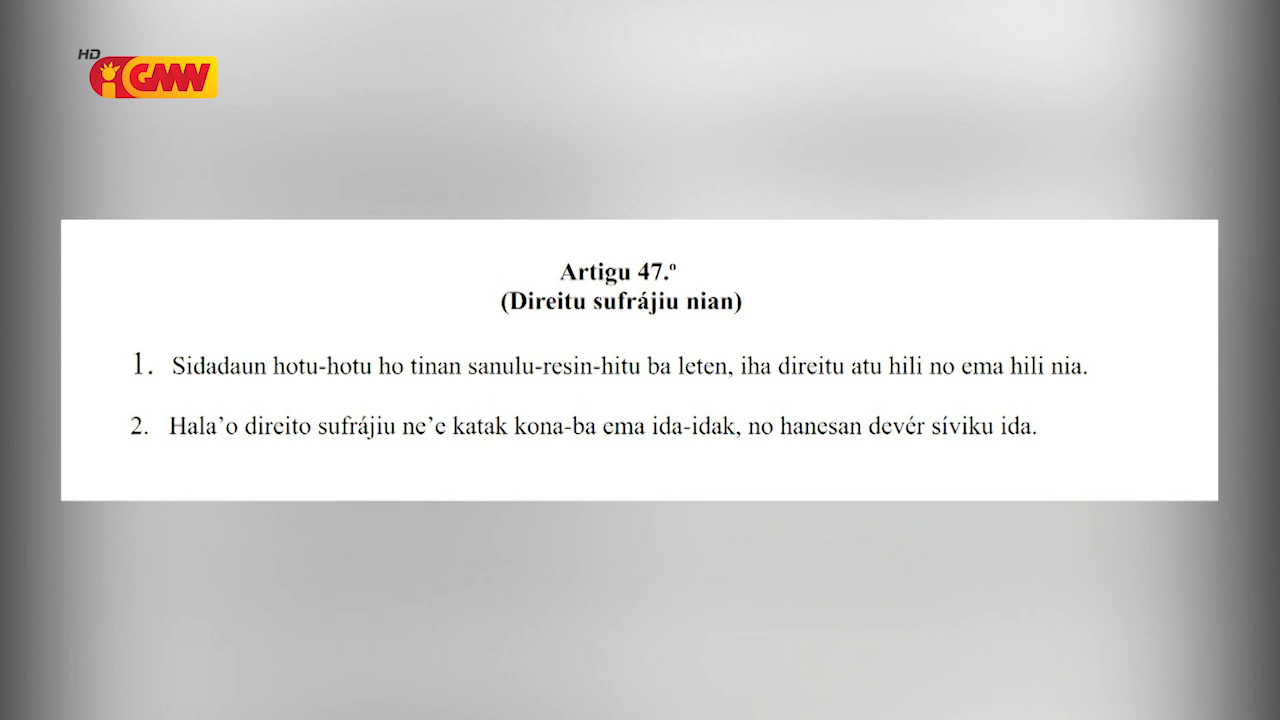 HD
GMN
Artigu 47.º
(Direitu sufrájiu nian)
1. Sidadaun hotu-hotu ho tinan sanulu-resin-hitu ba leten, iha direitu atu hili no ema hili nia.
2. Hala’o direito sufrájiu ne’e katak kona-ba ema ida-idak, no hanesan devér síviku ida.